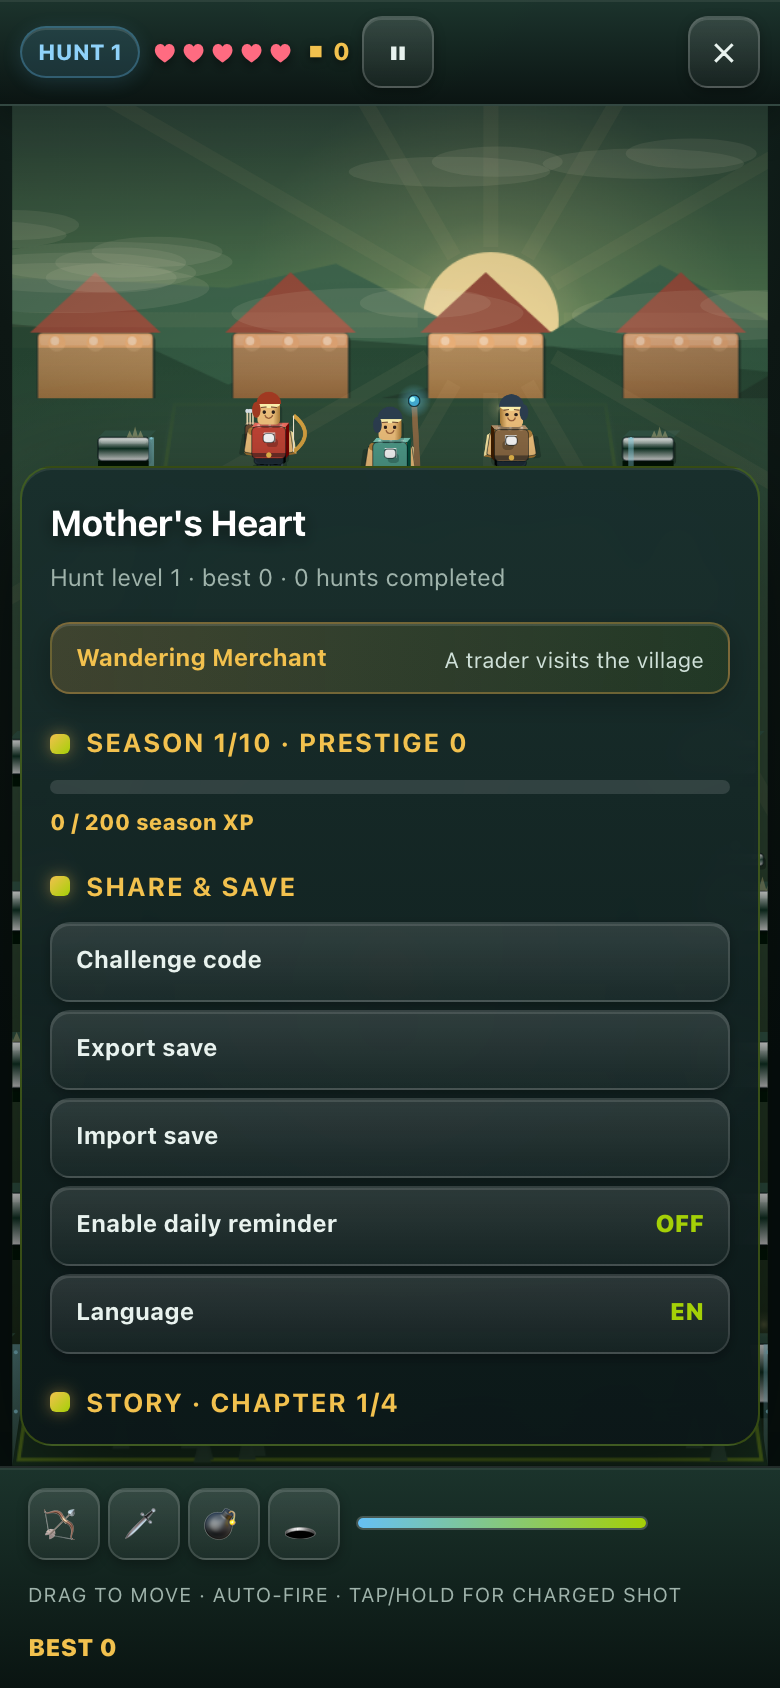 HUNT 1
0
Mother's Heart
Hunt level 1 · best 0 · 0 hunts completed
Wandering Merchant
A trader visits the village
SEASON 1/10 · PRESTIGE 0
0 / 200 season XP
SHARE & SAVE
Challenge code
Export save
Import save
Enable daily reminder OFF
Language EN
STORY · CHAPTER 1/4
DRAG TO MOVE · AUTO-FIRE · TAP/HOLD FOR CHARGED SHOT
BEST 0